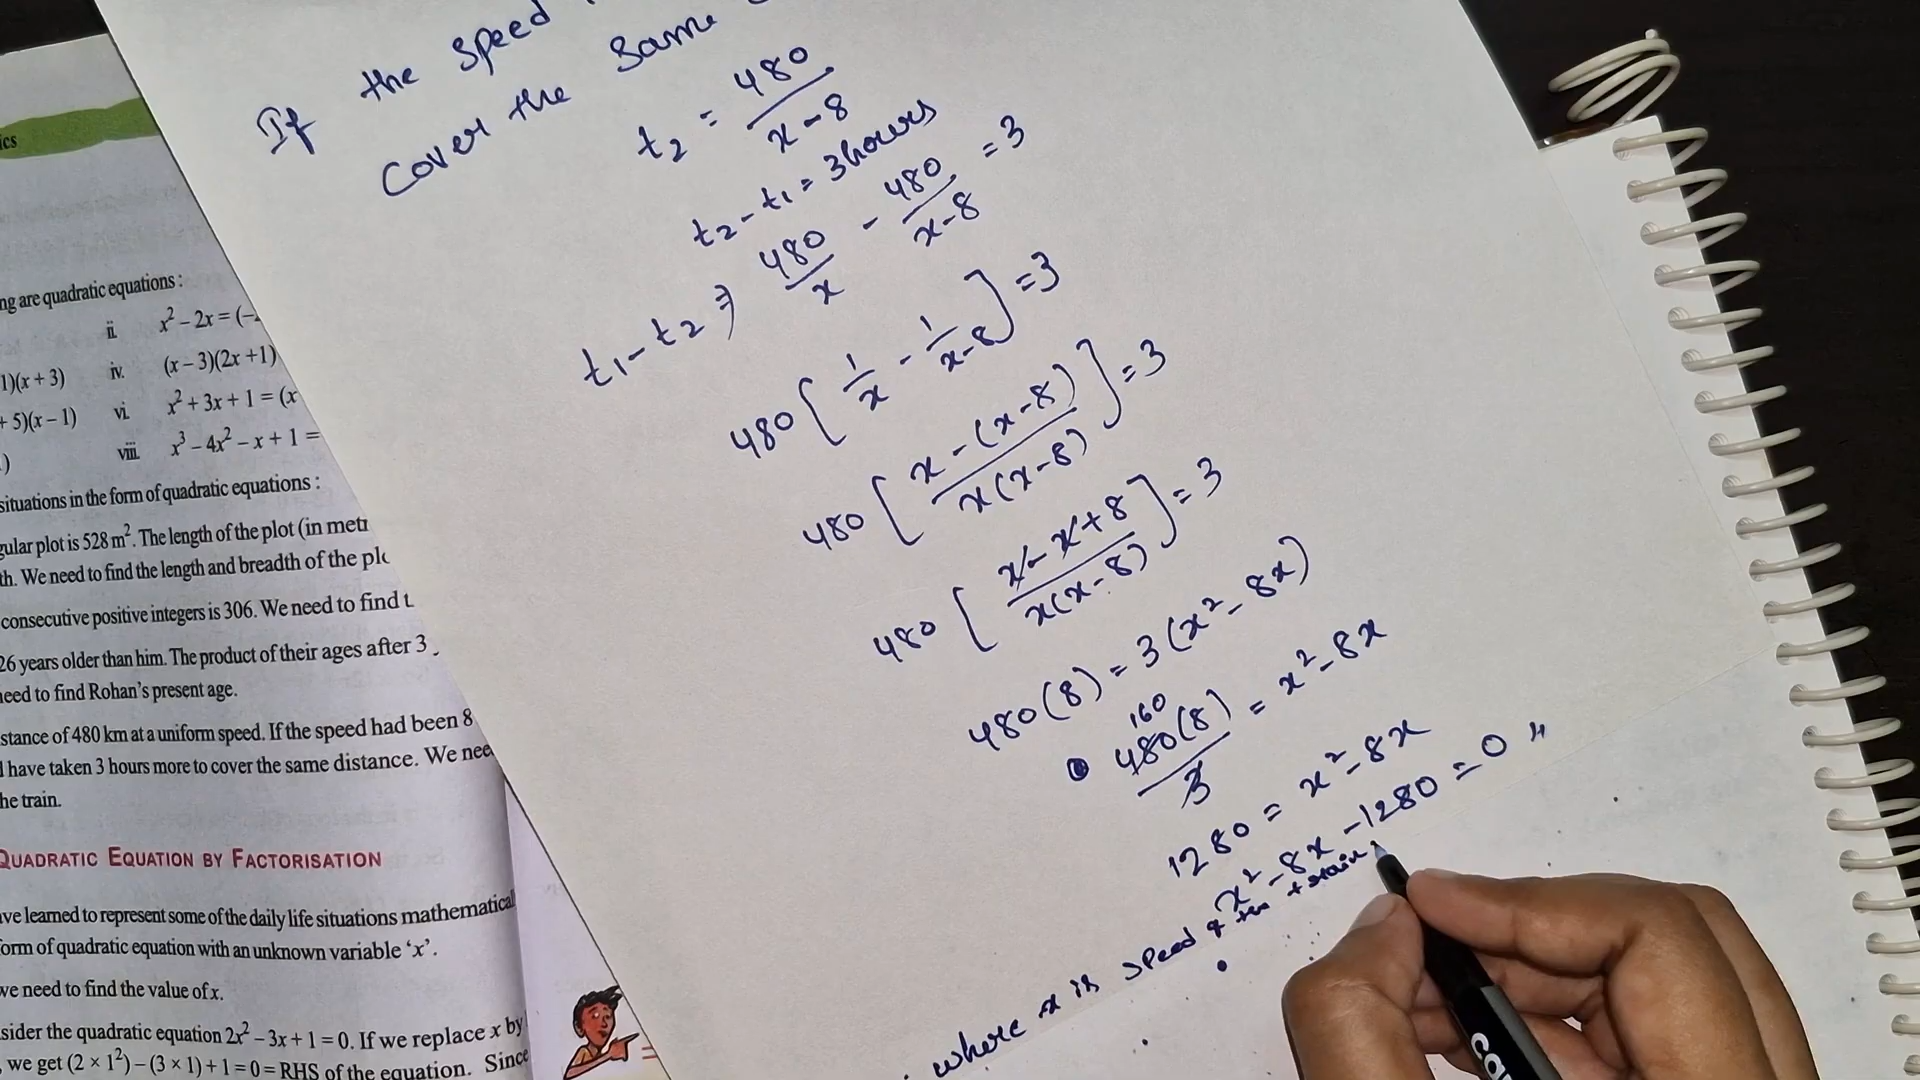 If the speed
cover the same
t₂ = 480/(x-8)
t₂ - t₁ = 3 hours
t₁ - t₂ ⇒ 480/x - 480/(x-8) = 3
480 [1/x - 1/(x-8)] = 3
480 [(x-(x-8))/(x(x-8))] = 3
480 [(x-x+8)/(x(x-8))] = 3
480(8) = 3(x²-8x)
160
480(8)/3 = x²-8x
1280 = x²-8x
x²-8x-1280 = 0 〃
where x is speed of the train
ics
ng are quadratic equations :
ii. x² - 2x = (-
1)(x + 3) iv. (x - 3)(2x + 1)
+ 5)(x - 1) vi. x² + 3x + 1 = (x
.) viii. x³ - 4x² - x + 1 =
situations in the form of quadratic equations :
gular plot is 528 m². The length of the plot (in metr
th. We need to find the length and breadth of the plo
consecutive positive integers is 306. We need to find t
26 years older than him. The product of their ages after 3
need to find Rohan's present age.
stance of 480 km at a uniform speed. If the speed had been 8
d have taken 3 hours more to cover the same distance. We nee
he train.
QUADRATIC EQUATION BY FACTORISATION
ave learned to represent some of the daily life situations mathematical
form of quadratic equation with an unknown variable 'x'.
we need to find the value of x.
sider the quadratic equation 2x² - 3x + 1 = 0. If we replace x by
, we get (2 × 1²) - (3 × 1) + 1 = 0 = RHS of the equation. Since